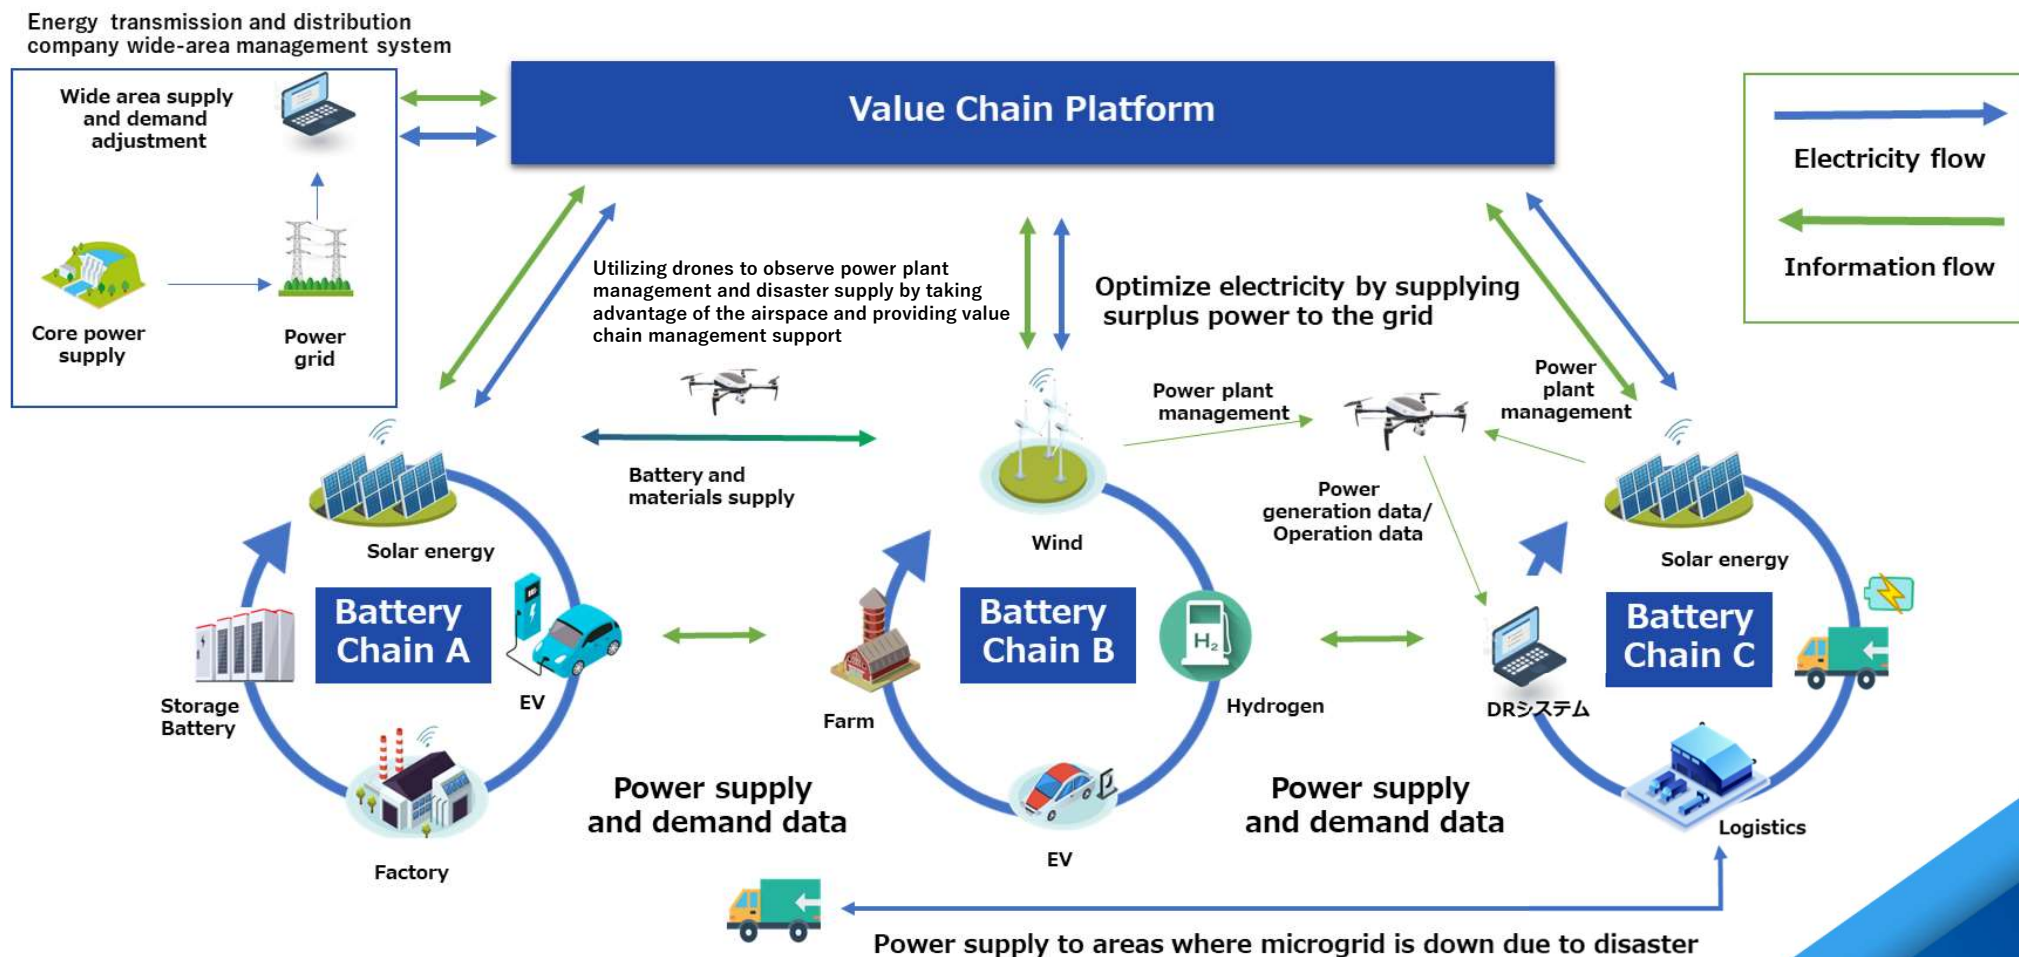 Energy transmission and distribution
company wide-area management system
Wide area supply
and demand
adjustment
Core power
supply
Power
grid
Value Chain Platform
Electricity flow
Information flow
Utilizing drones to observe power plant
management and disaster supply by taking
advantage of the airspace and providing value
chain management support
Optimize electricity by supplying
surplus power to the grid
Battery and
materials supply
Power plant
management
Power
plant
management
Power
generation data/
Operation data
Solar energy
Battery
Chain A
EV
Storage
Battery
Factory
Wind
Battery
Chain B
H2
Hydrogen
Farm
EV
Solar energy
Battery
Chain C
DRシステム
Logistics
Power supply
and demand data
Power supply
and demand data
Power supply to areas where microgrid is down due to disaster